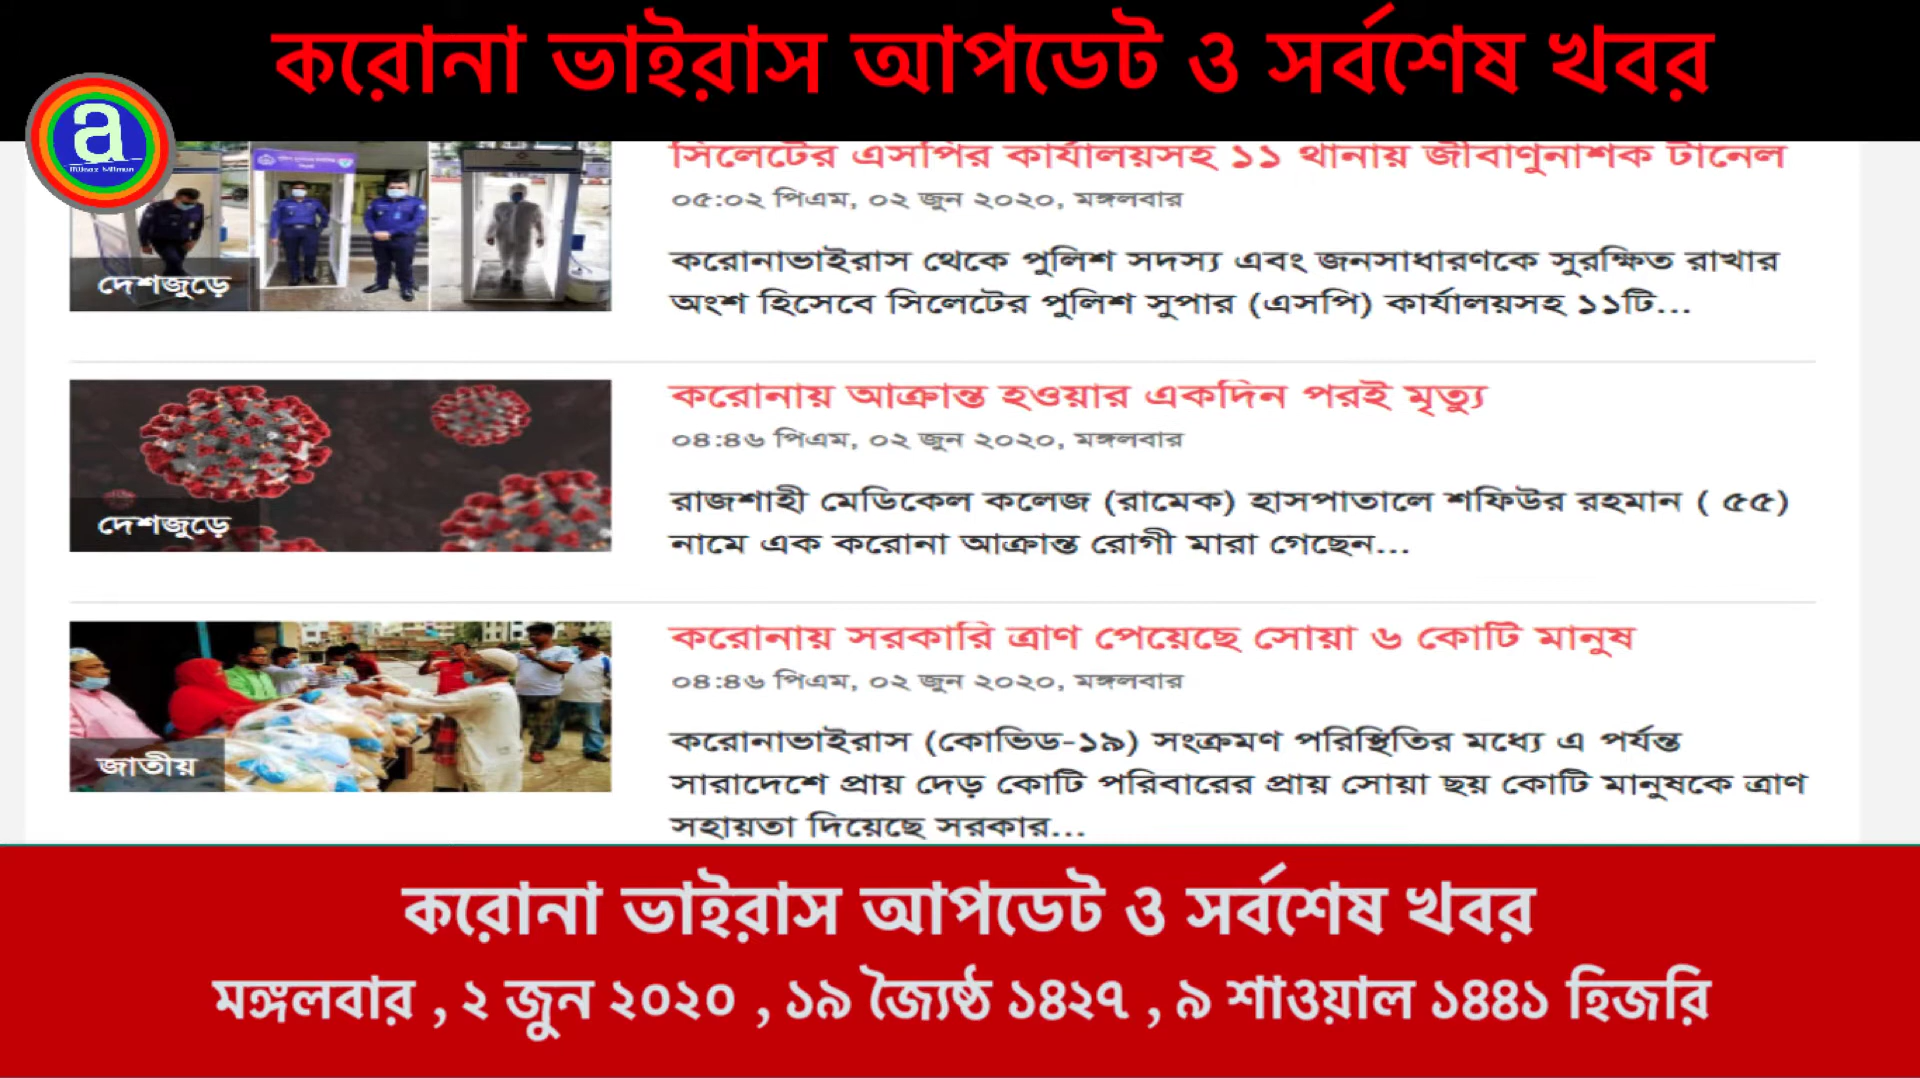 করোনা ভাইরাস আপডেট ও সর্বশেষ খবর
a
সিলেটের এসপির কার্যালয়সহ ১১ থানায় জীবাণুনাশক টানেল
০৫:০২ পিএম, ০২ জুন ২০২০, মঙ্গলবার
করোনাভাইরাস থেকে পুলিশ সদস্য এবং জনসাধারণকে সুরক্ষিত রাখার
অংশ হিসেবে সিলেটের পুলিশ সুপার (এসপি) কার্যালয়সহ ১১টি...
দেশজুড়ে
করোনায় আক্রান্ত হওয়ার একদিন পরই মৃত্যু
০৪:৪৬ পিএম, ০২ জুন ২০২০, মঙ্গলবার
রাজশাহী মেডিকেল কলেজ (রামেক) হাসপাতালে শফিউর রহমান ( ৫৫)
নামে এক করোনা আক্রান্ত রোগী মারা গেছেন...
দেশজুড়ে
করোনায় সরকারি ত্রাণ পেয়েছে সোয়া ৬ কোটি মানুষ
০৪:৪৬ পিএম, ০২ জুন ২০২০, মঙ্গলবার
করোনাভাইরাস (কোভিড-১৯) সংক্রমণ পরিস্থিতির মধ্যে এ পর্যন্ত
সারাদেশে প্রায় দেড় কোটি পরিবারের প্রায় সোয়া ছয় কোটি মানুষকে ত্রাণ
সহায়তা দিয়েছে সরকার...
জাতীয়
করোনা ভাইরাস আপডেট ও সর্বশেষ খবর
মঙ্গলবার , ২ জুন ২০২০ , ১৯ জ্যৈষ্ঠ ১৪২৭ , ৯ শাওয়াল ১৪৪১ হিজরি